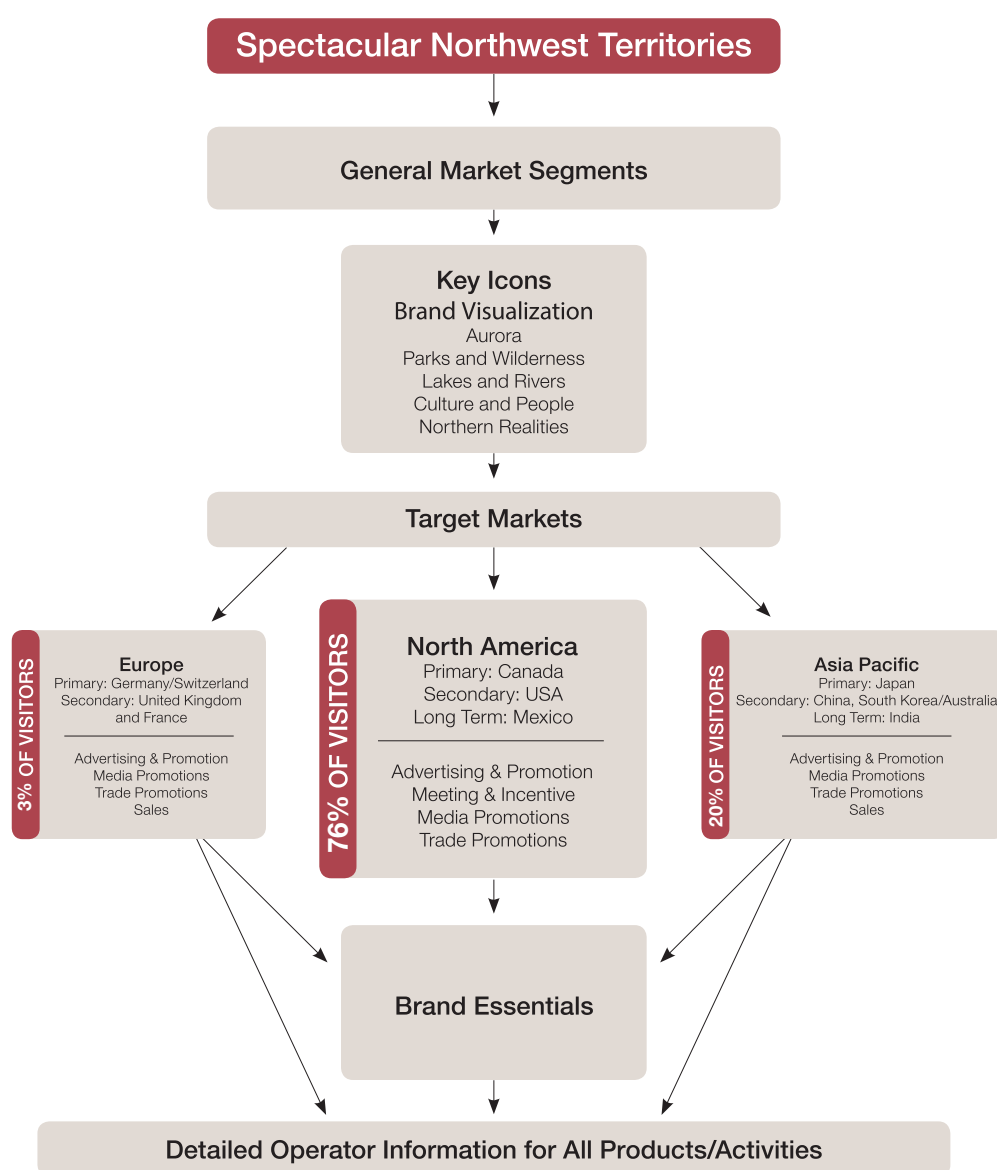 Spectacular Northwest Territories
General Market Segments
Key Icons
Brand Visualization
Aurora
Parks and Wilderness
Lakes and Rivers
Culture and People
Northern Realities
Target Markets
3% OF VISITORS
Europe
Primary: Germany/Switzerland
Secondary: United Kingdom
and France
Advertising & Promotion
Media Promotions
Trade Promotions
Sales
76% OF VISITORS
North America
Primary: Canada
Secondary: USA
Long Term: Mexico
Advertising & Promotion
Meeting & Incentive
Media Promotions
Trade Promotions
20% OF VISITORS
Asia Pacific
Primary: Japan
Secondary: China, South Korea/Australia
Long Term: India
Advertising & Promotion
Media Promotions
Trade Promotions
Sales
Brand Essentials
Detailed Operator Information for All Products/Activities